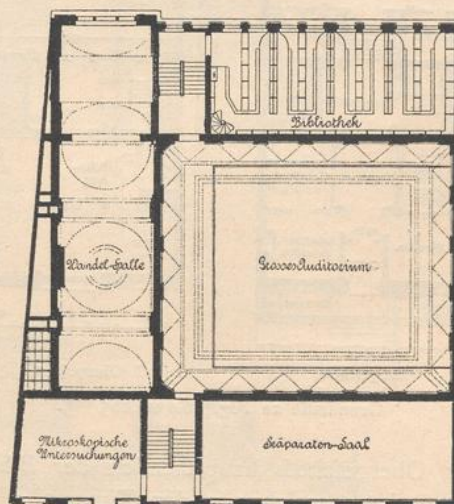 Bibliothek
Wandel-Halle
Grosses Auditorium
Mikroskopische
Untersuchungen
Präparaten-Saal